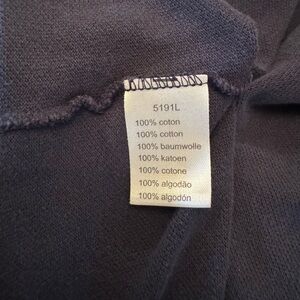 5191L
100% coton
100% cotton
100% baumwolle
100% katoen
100% cotone
100% algodão
100% algodón